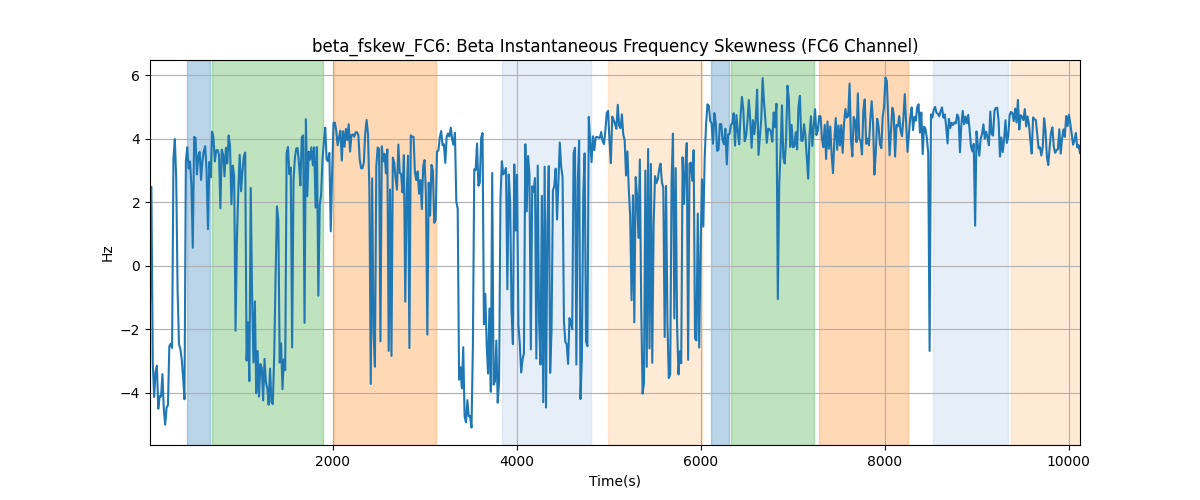 beta_fskew_FC6: Beta Instantaneous Frequency Skewness (FC6 Channel)
6
4
2
0
−2
−4
Hz
2000 4000 6000 8000 10000
Time(s)